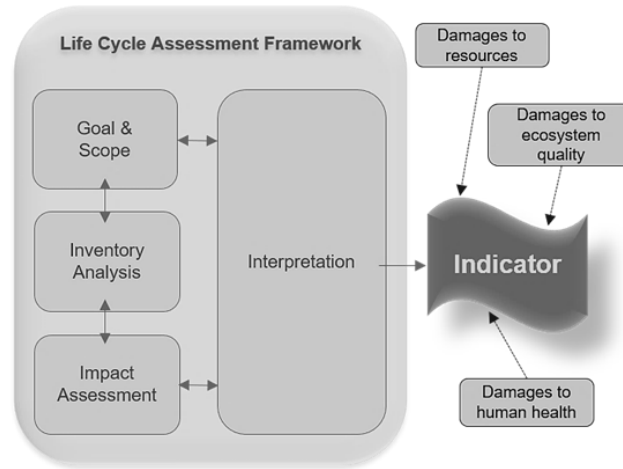 Life Cycle Assessment Framework
Goal &
Scope
Inventory
Analysis
Impact
Assessment
Interpretation
Indicator
Damages to
resources
Damages to
ecosystem
quality
Damages to
human health